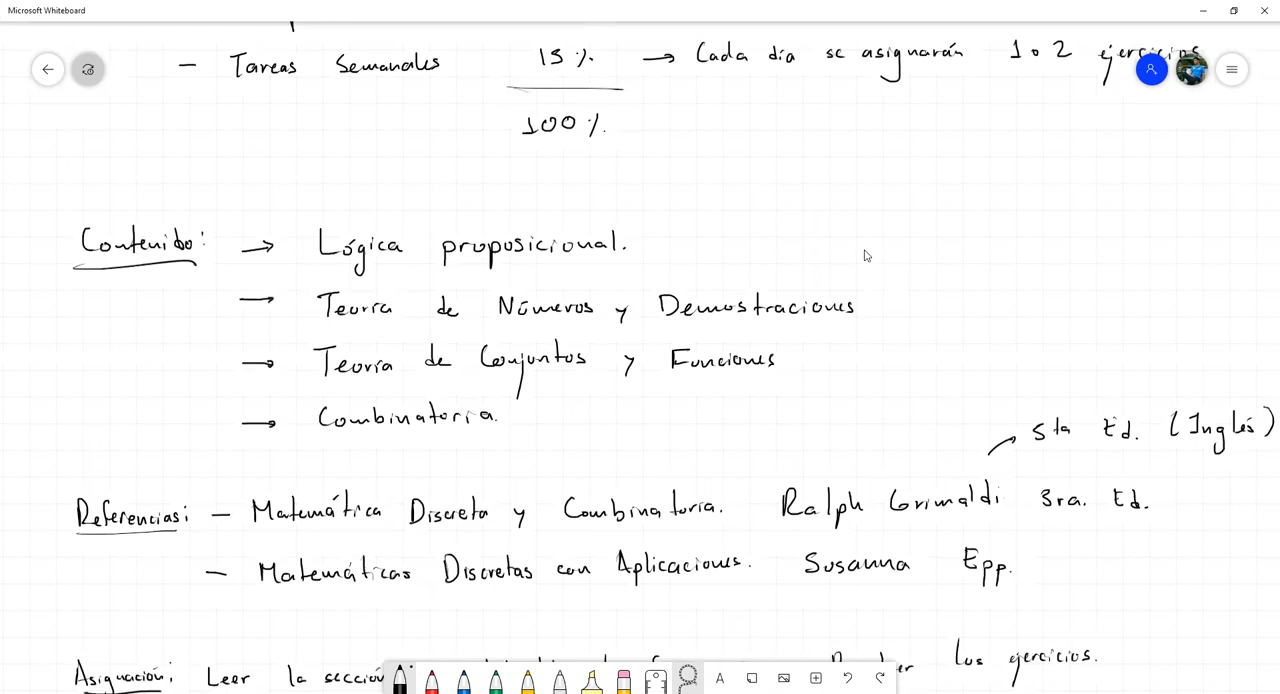 Microsoft Whiteboard
- Tareas Semanales 15% → Cada día se asignarán 1 o 2 ejercicios
100%
Contenido: → Lógica proposicional.
→ Teoría de Números y Demostraciones
→ Teoría de Conjuntos y Funciones
→ Combinatoria.
5ta Ed. (Inglés)
Referencias: - Matemática Discreta y Combinatoria. Ralph Grimaldi 3ra. Ed.
- Matemáticas Discretas con Aplicaciones. Susanna Epp.
Asignación: Leer la sección los ejercicios.